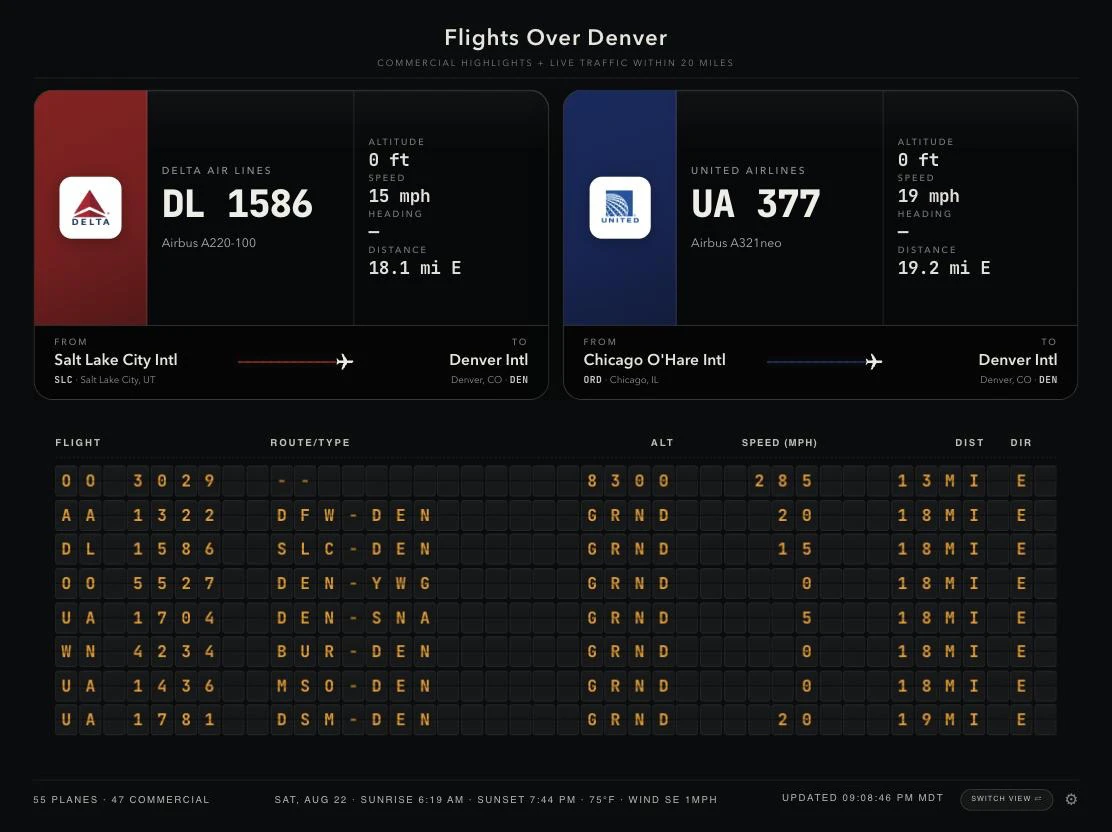 Flights Over Denver
COMMERCIAL HIGHLIGHTS + LIVE TRAFFIC WITHIN 20 MILES
DELTA
DELTA AIR LINES
DL 1586
Airbus A220-100
ALTITUDE
0 ft
SPEED
15 mph
HEADING
—
DISTANCE
18.1 mi E
FROM
Salt Lake City Intl
SLC · Salt Lake City, UT
TO
Denver Intl
Denver, CO · DEN
UNITED
UNITED AIRLINES
UA 377
Airbus A321neo
ALTITUDE
0 ft
SPEED
19 mph
HEADING
—
DISTANCE
19.2 mi E
FROM
Chicago O'Hare Intl
ORD · Chicago, IL
TO
Denver Intl
Denver, CO · DEN
FLIGHT ROUTE/TYPE ALT SPEED (MPH) DIST DIR
OO 3029 -- 8300 285 13MI E
AA 1322 DFW-DEN GRND 20 18MI E
DL 1586 SLC-DEN GRND 15 18MI E
OO 5527 DEN-YWG GRND 0 18MI E
UA 1704 DEN-SNA GRND 5 18MI E
WN 4234 BUR-DEN GRND 0 18MI E
UA 1436 MSO-DEN GRND 0 18MI E
UA 1781 DSM-DEN GRND 20 19MI E
55 PLANES · 47 COMMERCIAL SAT, AUG 22 · SUNRISE 6:19 AM · SUNSET 7:44 PM · 75°F · WIND SE 1MPH UPDATED 09:08:46 PM MDT SWITCH VIEW ⇄